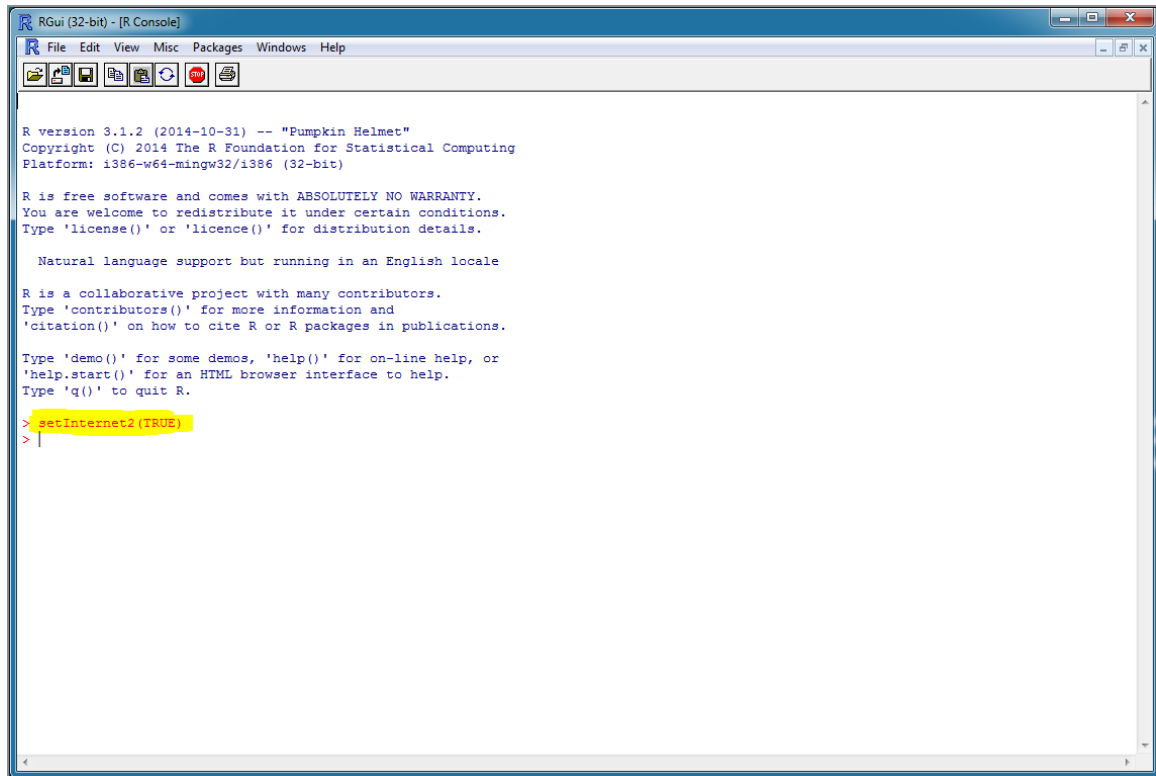 RGui (32-bit) - [R Console]
File Edit View Misc Packages Windows Help
STOP
R version 3.1.2 (2014-10-31) -- "Pumpkin Helmet"
Copyright (C) 2014 The R Foundation for Statistical Computing
Platform: i386-w64-mingw32/i386 (32-bit)
R is free software and comes with ABSOLUTELY NO WARRANTY.
You are welcome to redistribute it under certain conditions.
Type 'license()' or 'licence()' for distribution details.
Natural language support but running in an English locale
R is a collaborative project with many contributors.
Type 'contributors()' for more information and
'citation()' on how to cite R or R packages in publications.
Type 'demo()' for some demos, 'help()' for on-line help, or
'help.start()' for an HTML browser interface to help.
Type 'q()' to quit R.
> setInternet2(TRUE)
>